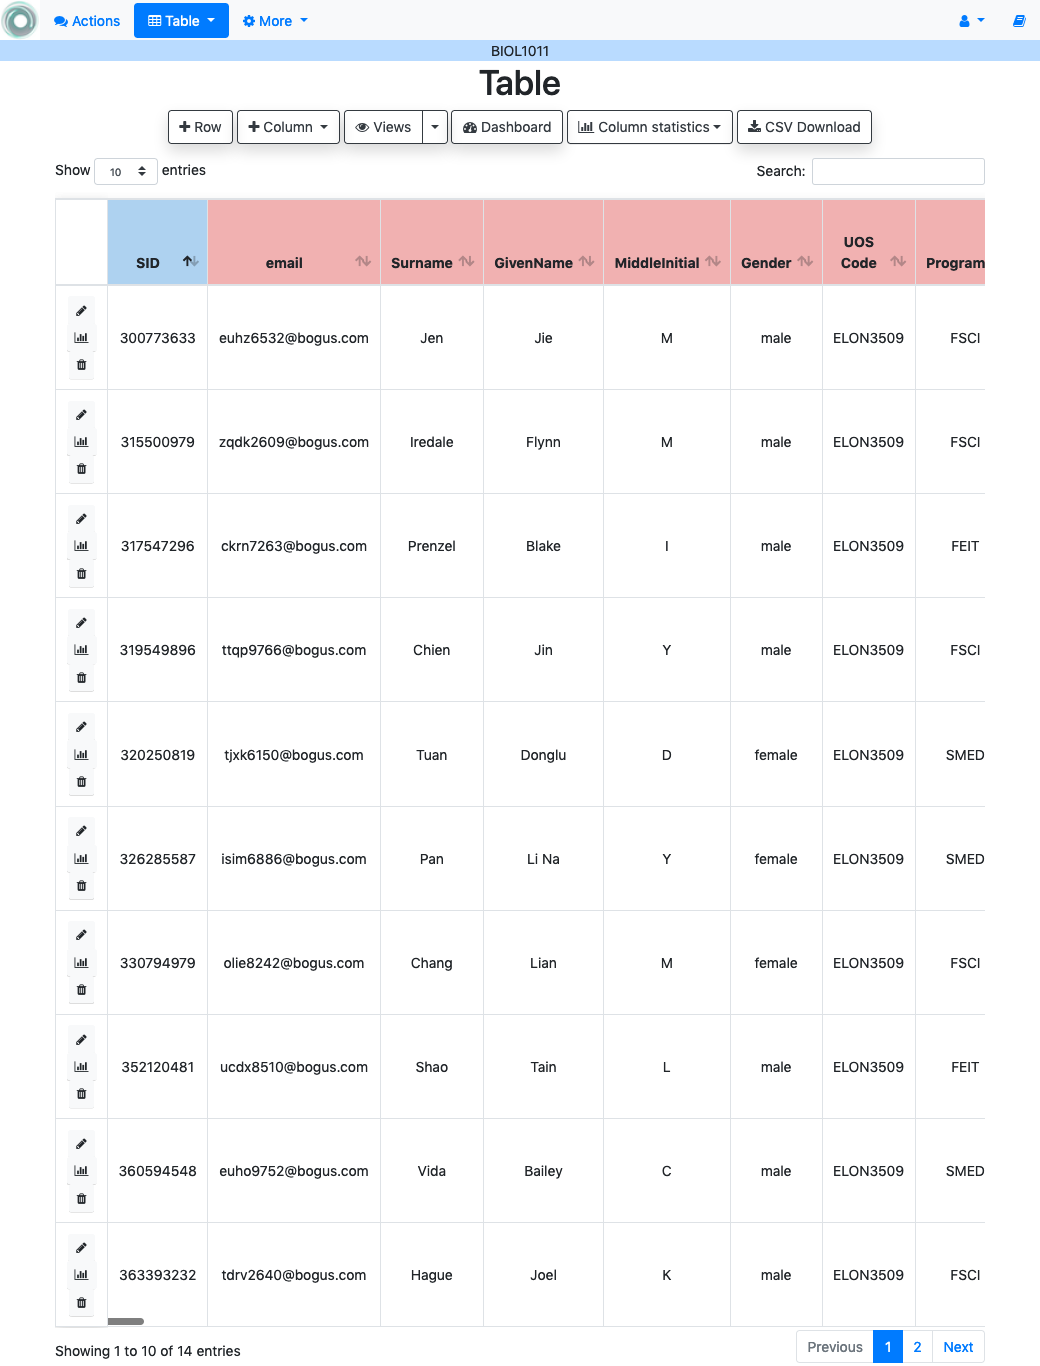 Actions Table More
BIOL1011
Table
Row Column Views Dashboard Column statistics CSV Download
Show 10 entries Search:
SID email Surname GivenName MiddleInitial Gender UOS Code Program
300773633 euhz6532@bogus.com Jen Jie M male ELON3509 FSCI
315500979 zqdk2609@bogus.com Iredale Flynn M male ELON3509 FSCI
317547296 ckrn7263@bogus.com Prenzel Blake I male ELON3509 FEIT
319549896 ttqp9766@bogus.com Chien Jin Y male ELON3509 FSCI
320250819 tjxk6150@bogus.com Tuan Donglu D female ELON3509 SMED
326285587 isim6886@bogus.com Pan Li Na Y female ELON3509 SMED
330794979 olie8242@bogus.com Chang Lian M female ELON3509 FSCI
352120481 ucdx8510@bogus.com Shao Tain L male ELON3509 FEIT
360594548 euho9752@bogus.com Vida Bailey C male ELON3509 SMED
363393232 tdrv2640@bogus.com Hague Joel K male ELON3509 FSCI
Showing 1 to 10 of 14 entries Previous 1 2 Next